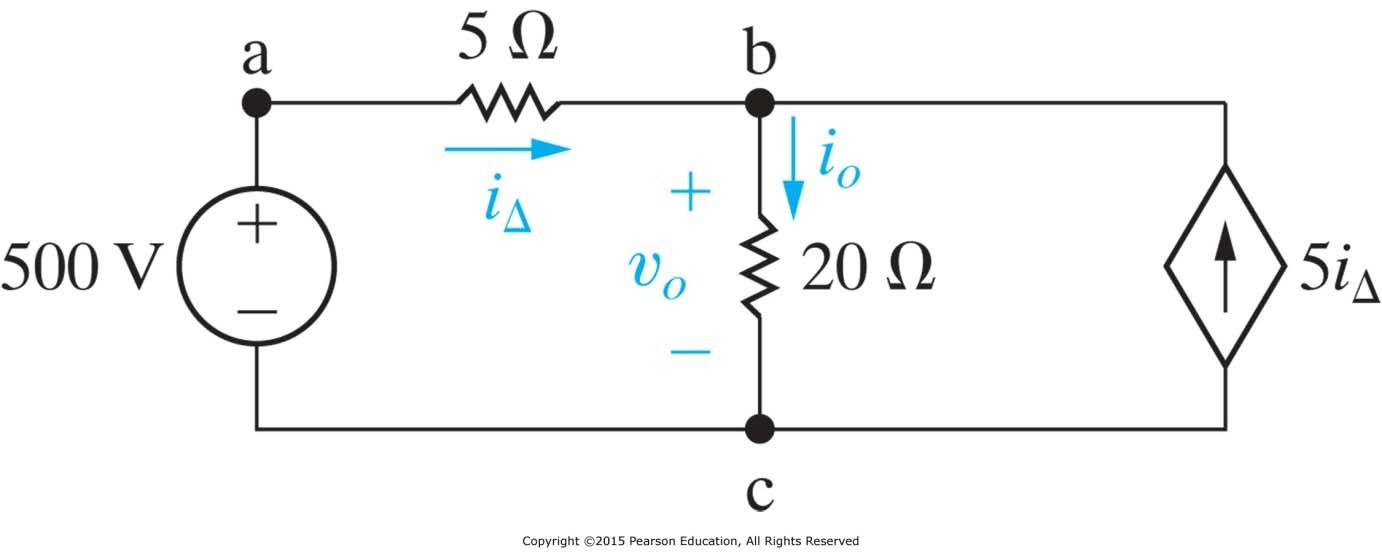 a
5 Ω
b
i_Δ
i_o
+
+
500 V
v_o
20 Ω
5i_Δ
−
−
c
Copyright ©2015 Pearson Education, All Rights Reserved